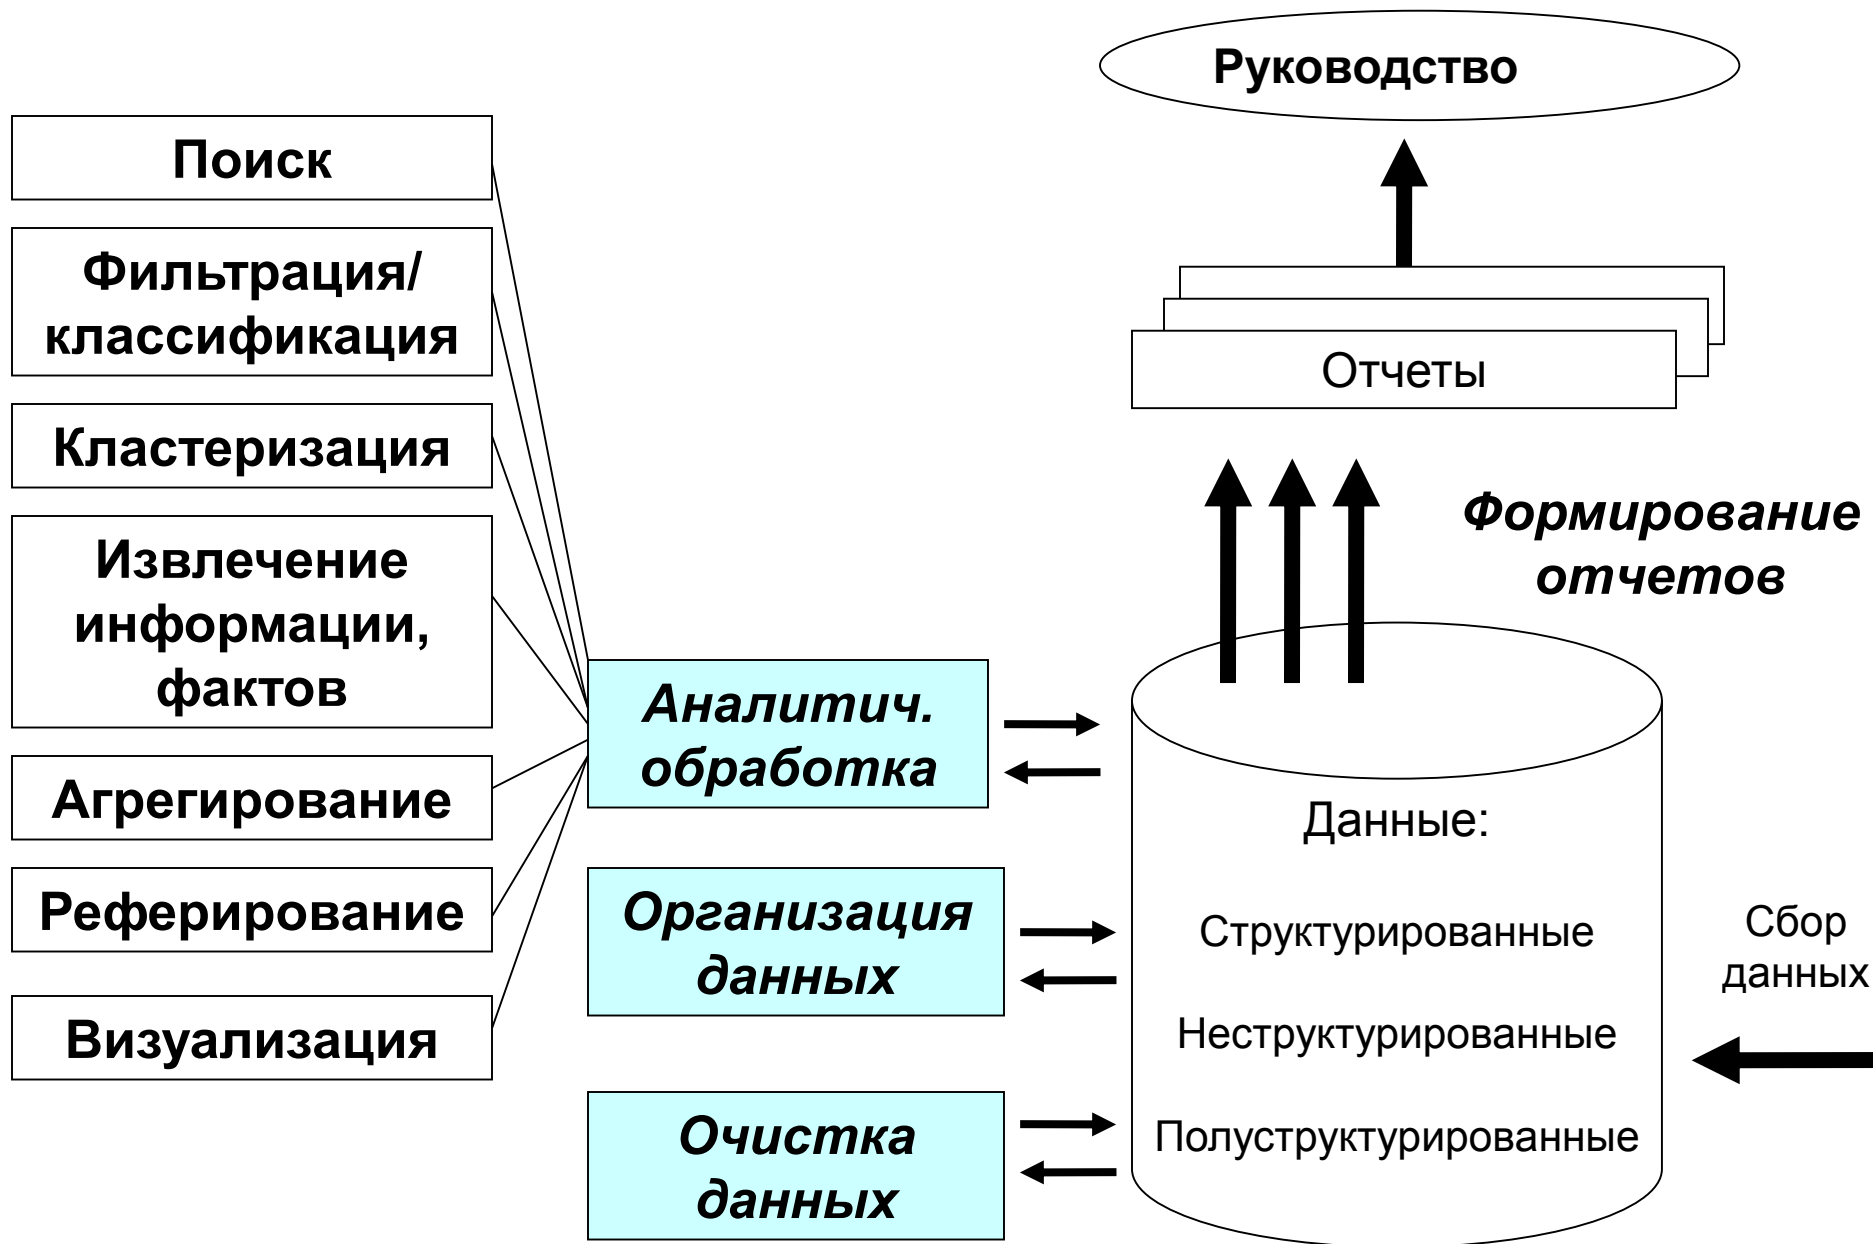 Руководство
Поиск
Фильтрация/
классификация
Кластеризация
Извлечение
информации,
фактов
Агрегирование
Реферирование
Визуализация
Аналитич.
обработка
Организация
данных
Очистка
данных
Отчеты
Формирование
отчетов
Данные:
Структурированные
Неструктурированные
Полуструктурированные
Сбор
данных